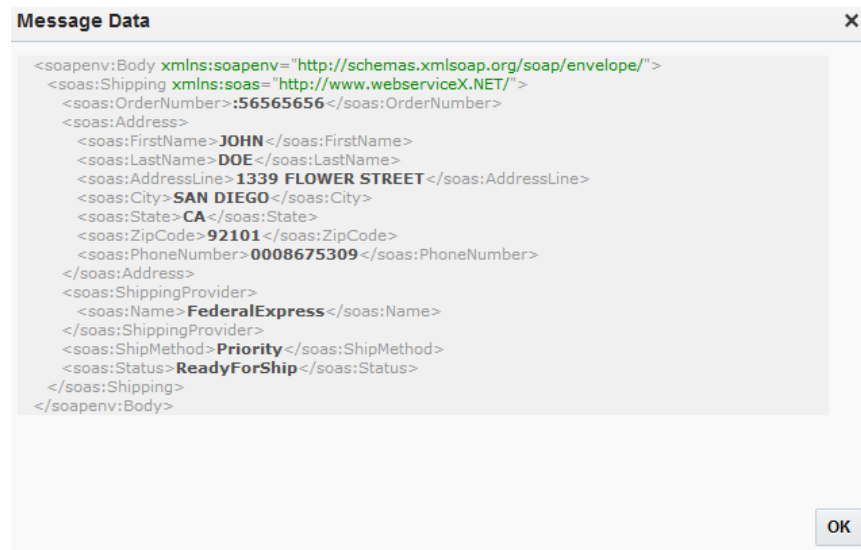 Message Data
<soapenv:Body xmlns:soapenv="http://schemas.xmlsoap.org/soap/envelope/">
<soas:Shipping xmlns:soas="http://www.webserviceX.NET/">
<soas:OrderNumber>:56565656</soas:OrderNumber>
<soas:Address>
<soas:FirstName>JOHN</soas:FirstName>
<soas:LastName>DOE</soas:LastName>
<soas:AddressLine>1339 FLOWER STREET</soas:AddressLine>
<soas:City>SAN DIEGO</soas:City>
<soas:State>CA</soas:State>
<soas:ZipCode>92101</soas:ZipCode>
<soas:PhoneNumber>0008675309</soas:PhoneNumber>
</soas:Address>
<soas:ShippingProvider>
<soas:Name>FederalExpress</soas:Name>
</soas:ShippingProvider>
<soas:ShipMethod>Priority</soas:ShipMethod>
<soas:Status>ReadyForShip</soas:Status>
</soas:Shipping>
</soapenv:Body>
OK